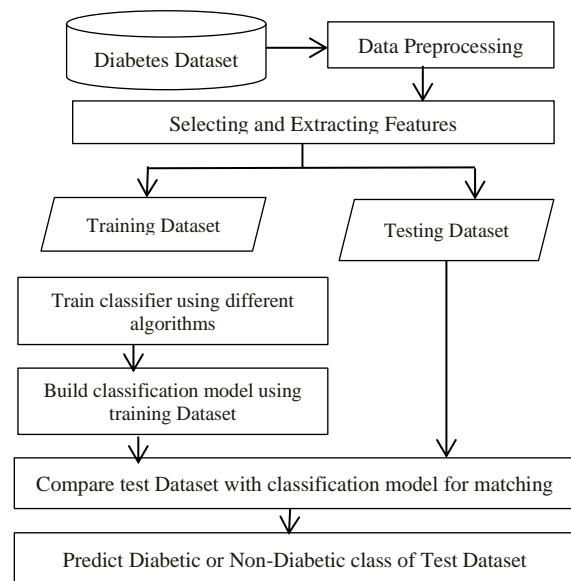 Diabetes Dataset
Data Preprocessing
Selecting and Extracting Features
Training Dataset
Testing Dataset
Train classifier using different
algorithms
Build classification model using
training Dataset
Compare test Dataset with classification model for matching
Predict Diabetic or Non-Diabetic class of Test Dataset